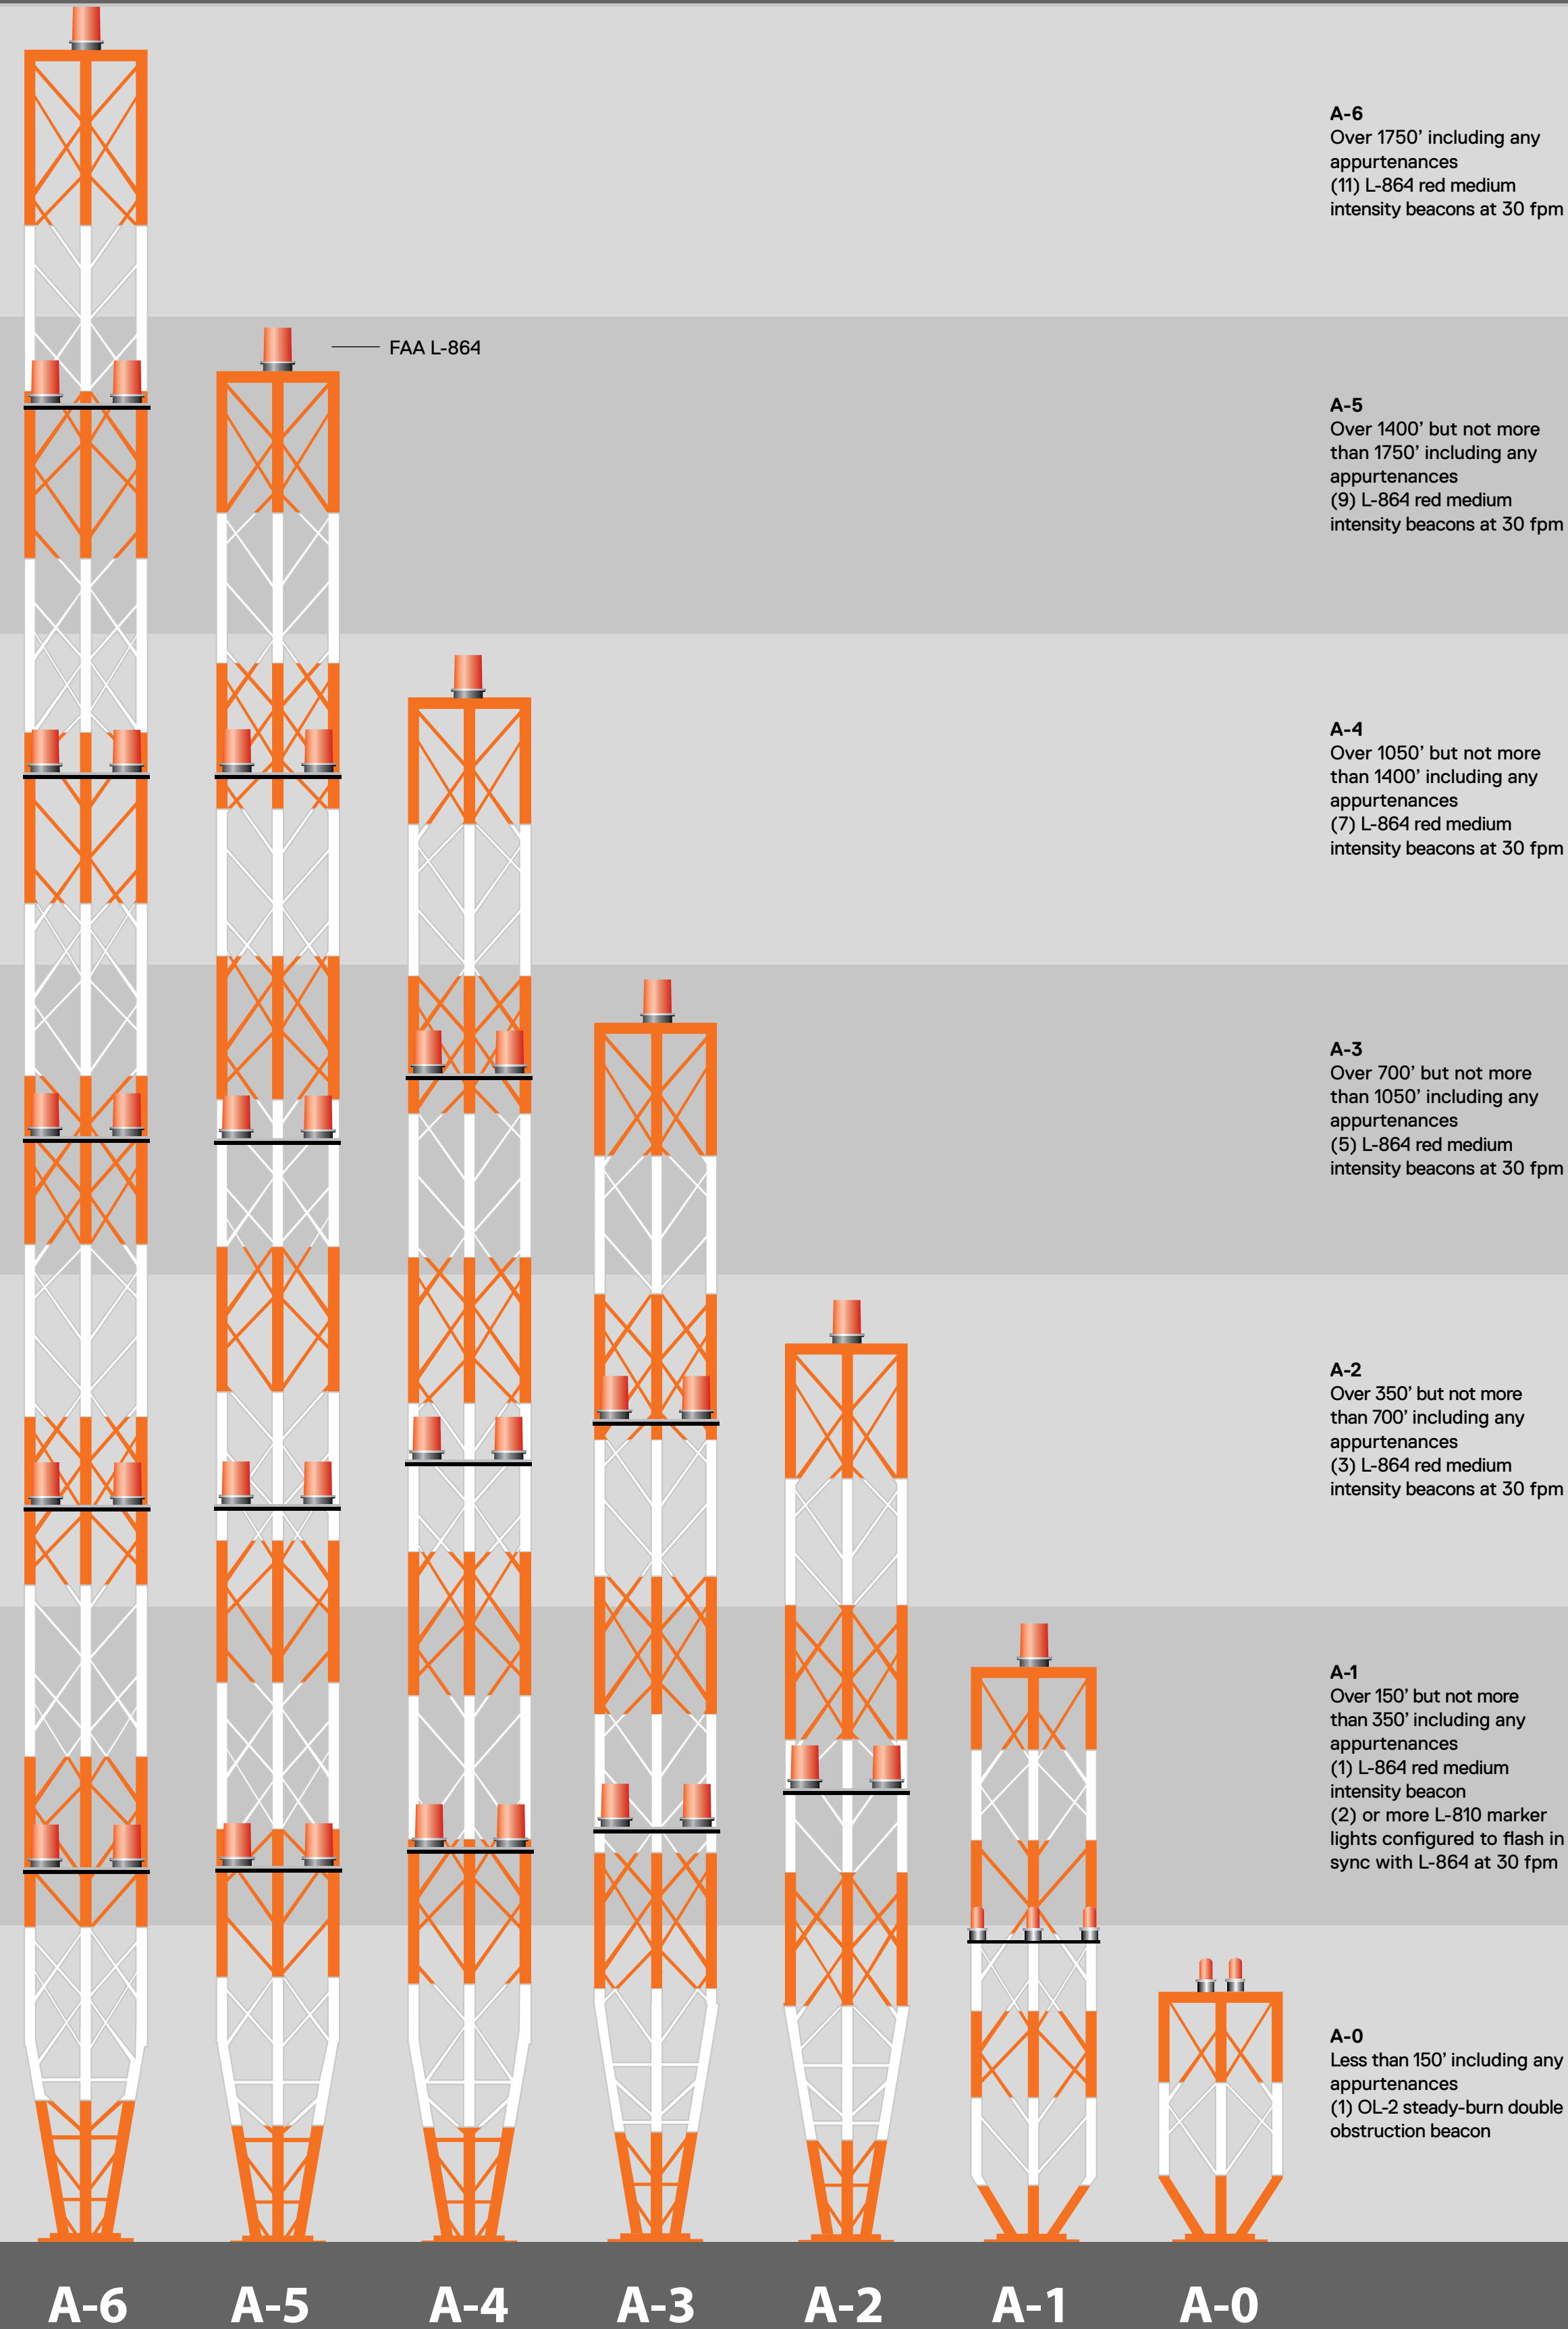 A-6
Over 1750’ including any
appurtenances
(11) L-864 red medium
intensity beacons at 30 fpm
FAA L-864
A-5
Over 1400’ but not more
than 1750’ including any
appurtenances
(9) L-864 red medium
intensity beacons at 30 fpm
A-4
Over 1050’ but not more
than 1400’ including any
appurtenances
(7) L-864 red medium
intensity beacons at 30 fpm
A-3
Over 700’ but not more
than 1050’ including any
appurtenances
(5) L-864 red medium
intensity beacons at 30 fpm
A-2
Over 350’ but not more
than 700’ including any
appurtenances
(3) L-864 red medium
intensity beacons at 30 fpm
A-1
Over 150’ but not more
than 350’ including any
appurtenances
(1) L-864 red medium
intensity beacon
(2) or more L-810 marker
lights configured to flash in
sync with L-864 at 30 fpm
A-0
Less than 150’ including any
appurtenances
(1) OL-2 steady-burn double
obstruction beacon
A-6 A-5 A-4 A-3 A-2 A-1 A-0